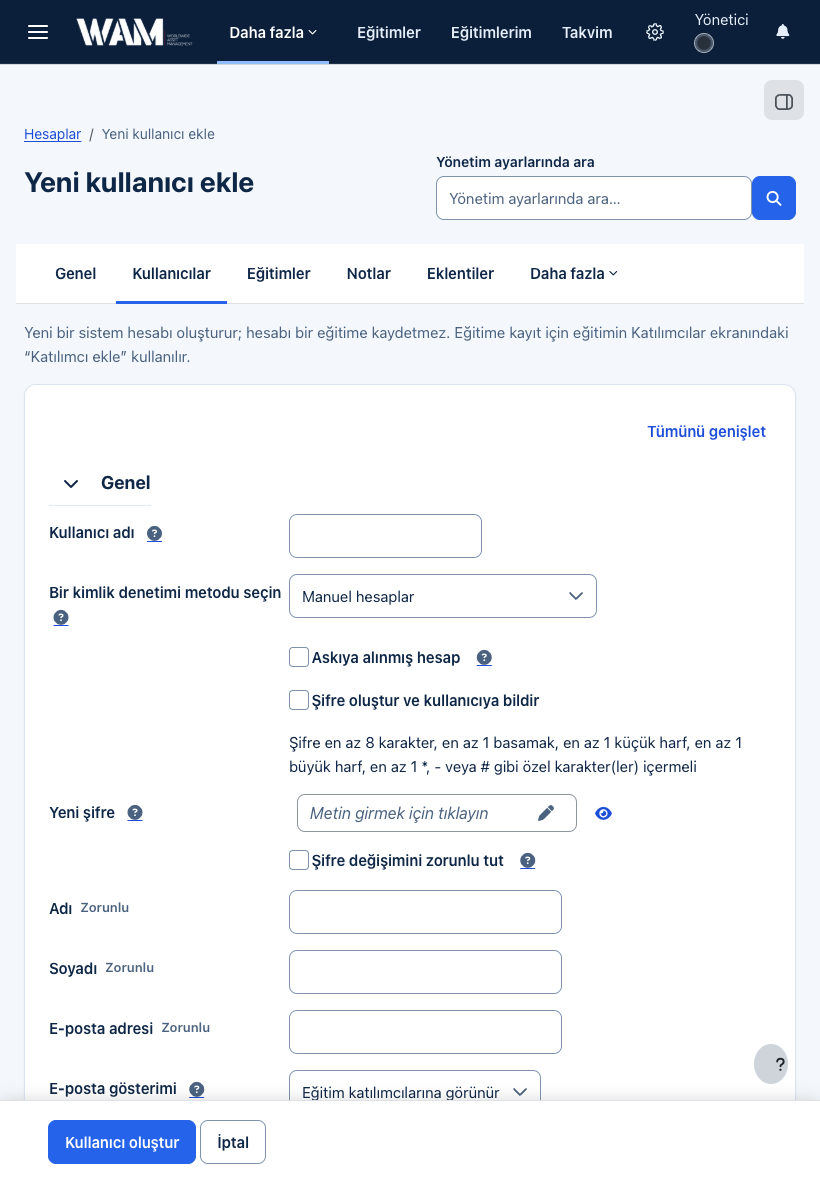 WAM WORLDWIDE ASSET MANAGEMENT
Daha fazla
Eğitimler
Eğitimlerim
Takvim
Yönetici
Hesaplar / Yeni kullanıcı ekle
Yeni kullanıcı ekle
Yönetim ayarlarında ara
Yönetim ayarlarında ara...
Genel
Kullanıcılar
Eğitimler
Notlar
Eklentiler
Daha fazla
Yeni bir sistem hesabı oluşturur; hesabı bir eğitime kaydetmez. Eğitime kayıt için eğitimin Katılımcılar ekranındaki
“Katılımcı ekle” kullanılır.
Tümünü genişlet
Genel
Kullanıcı adı ?
Bir kimlik denetimi metodu seçin
?
Manuel hesaplar
Askıya alınmış hesap ?
Şifre oluştur ve kullanıcıya bildir
Şifre en az 8 karakter, en az 1 basamak, en az 1 küçük harf, en az 1
büyük harf, en az 1 *, - veya # gibi özel karakter(ler) içermeli
Yeni şifre ?
Metin girmek için tıklayın
Şifre değişimini zorunlu tut ?
Adı Zorunlu
Soyadı Zorunlu
E-posta adresi Zorunlu
?
E-posta gösterimi ?
Eğitim katılımcılarına görünür
Kullanıcı oluştur
İptal